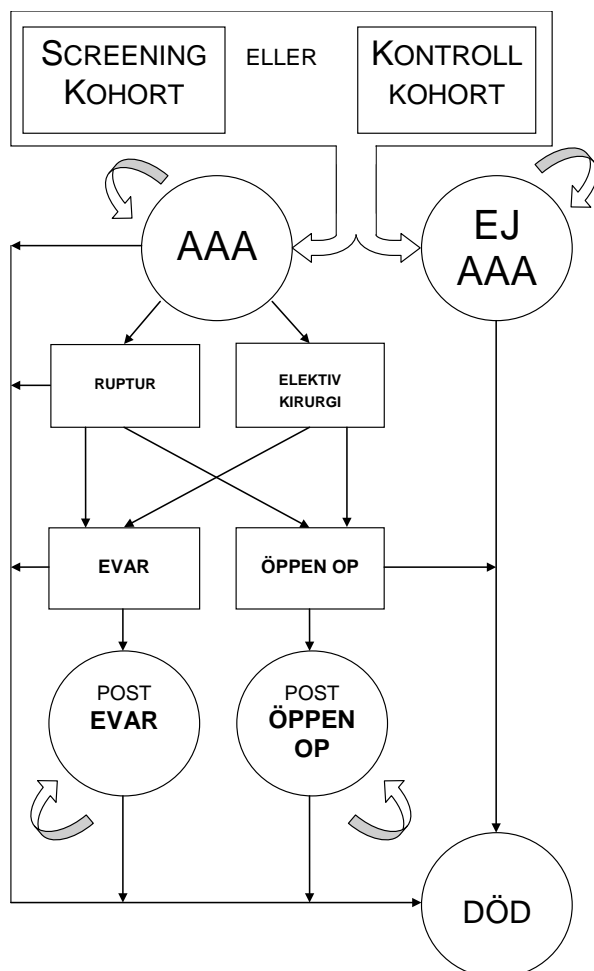 SCREENING
KOHORT
ELLER
KONTROLL
KOHORT
AAA
EJ
AAA
RUPTUR
ELEKTIV
KIRURGI
EVAR
ÖPPEN OP
POST
EVAR
POST
ÖPPEN
OP
DÖD